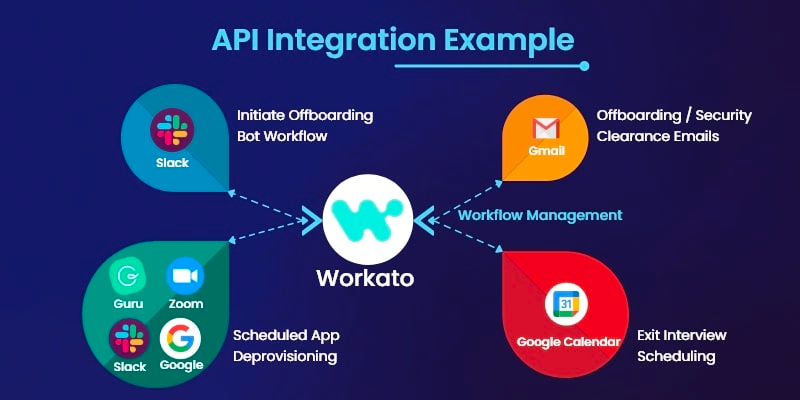 API Integration Example
Slack
Initiate Offboarding
Bot Workflow
Gmail
Offboarding / Security
Clearance Emails
Workflow Management
Workato
Guru
Zoom
Slack
Google
Scheduled App
Deprovisioning
31
Google Calendar
Exit Interview
Scheduling